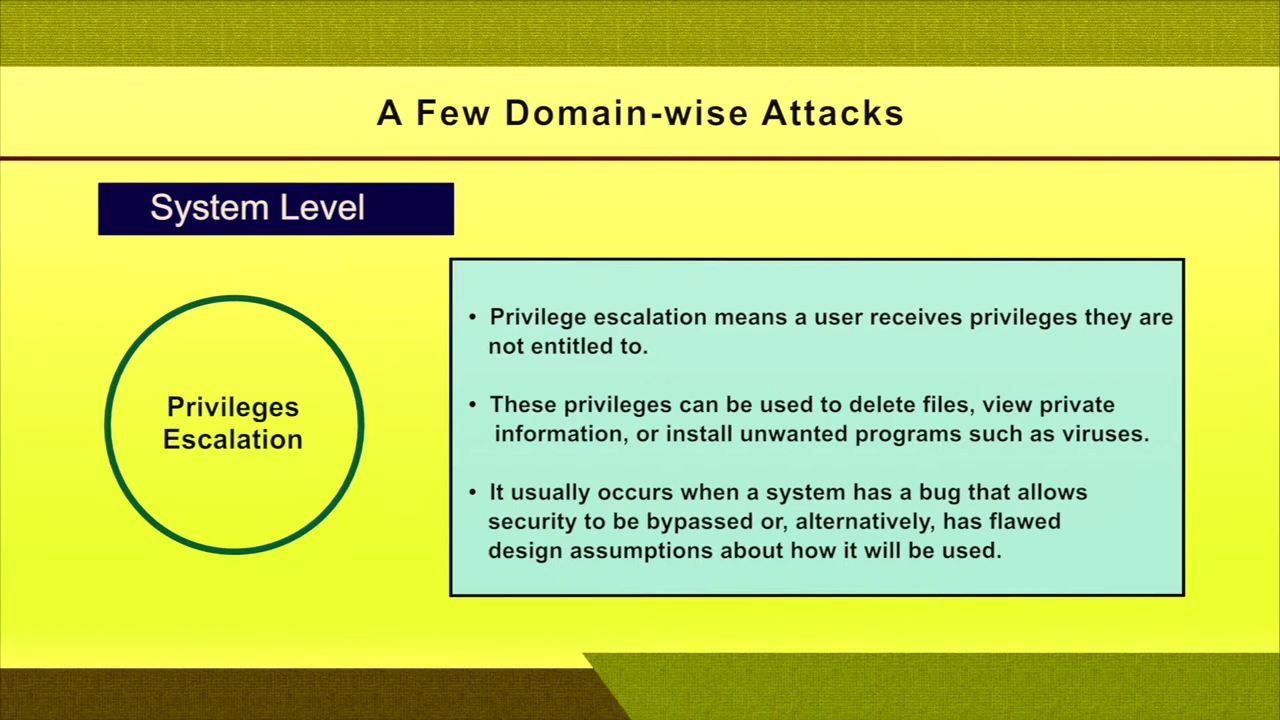 A Few Domain-wise Attacks
System Level
Privileges
Escalation
• Privilege escalation means a user receives privileges they are
not entitled to.
• These privileges can be used to delete files, view private
information, or install unwanted programs such as viruses.
• It usually occurs when a system has a bug that allows
security to be bypassed or, alternatively, has flawed
design assumptions about how it will be used.